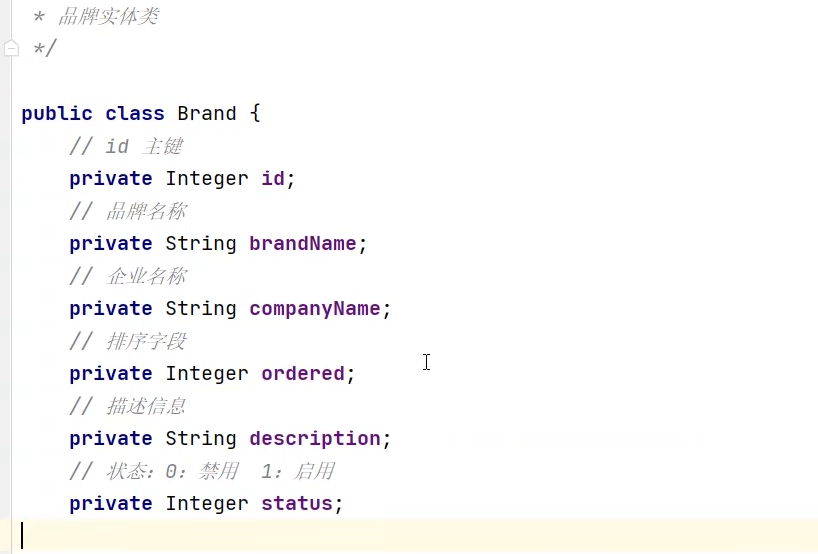 * 品牌实体类
*/
public class Brand {
// id 主键
private Integer id;
// 品牌名称
private String brandName;
// 企业名称
private String companyName;
// 排序字段
private Integer ordered;
// 描述信息
private String description;
// 状态：0：禁用  1：启用
private Integer status;